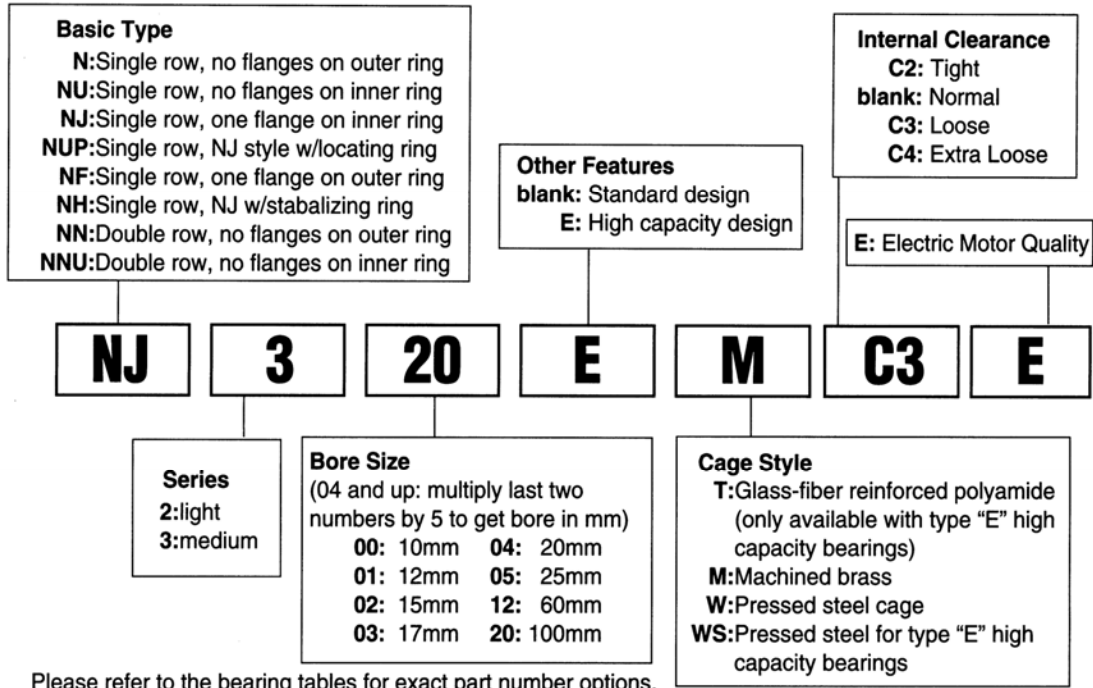 Basic Type
N:Single row, no flanges on outer ring
NU:Single row, no flanges on inner ring
NJ:Single row, one flange on inner ring
NUP:Single row, NJ style w/locating ring
NF:Single row, one flange on outer ring
NH:Single row, NJ w/stabalizing ring
NN:Double row, no flanges on outer ring
NNU:Double row, no flanges on inner ring
Other Features
blank: Standard design
E: High capacity design
Internal Clearance
C2: Tight
blank: Normal
C3: Loose
C4: Extra Loose
E: Electric Motor Quality
NJ 3 20 E M C3 E
Series
2:light
3:medium
Bore Size
(04 and up: multiply last two
numbers by 5 to get bore in mm)
00: 10mm 04: 20mm
01: 12mm 05: 25mm
02: 15mm 12: 60mm
03: 17mm 20: 100mm
Cage Style
T:Glass-fiber reinforced polyamide
(only available with type “E” high
capacity bearings)
M:Machined brass
W:Pressed steel cage
WS:Pressed steel for type “E” high
capacity bearings
Please refer to the bearing tables for exact part number options.